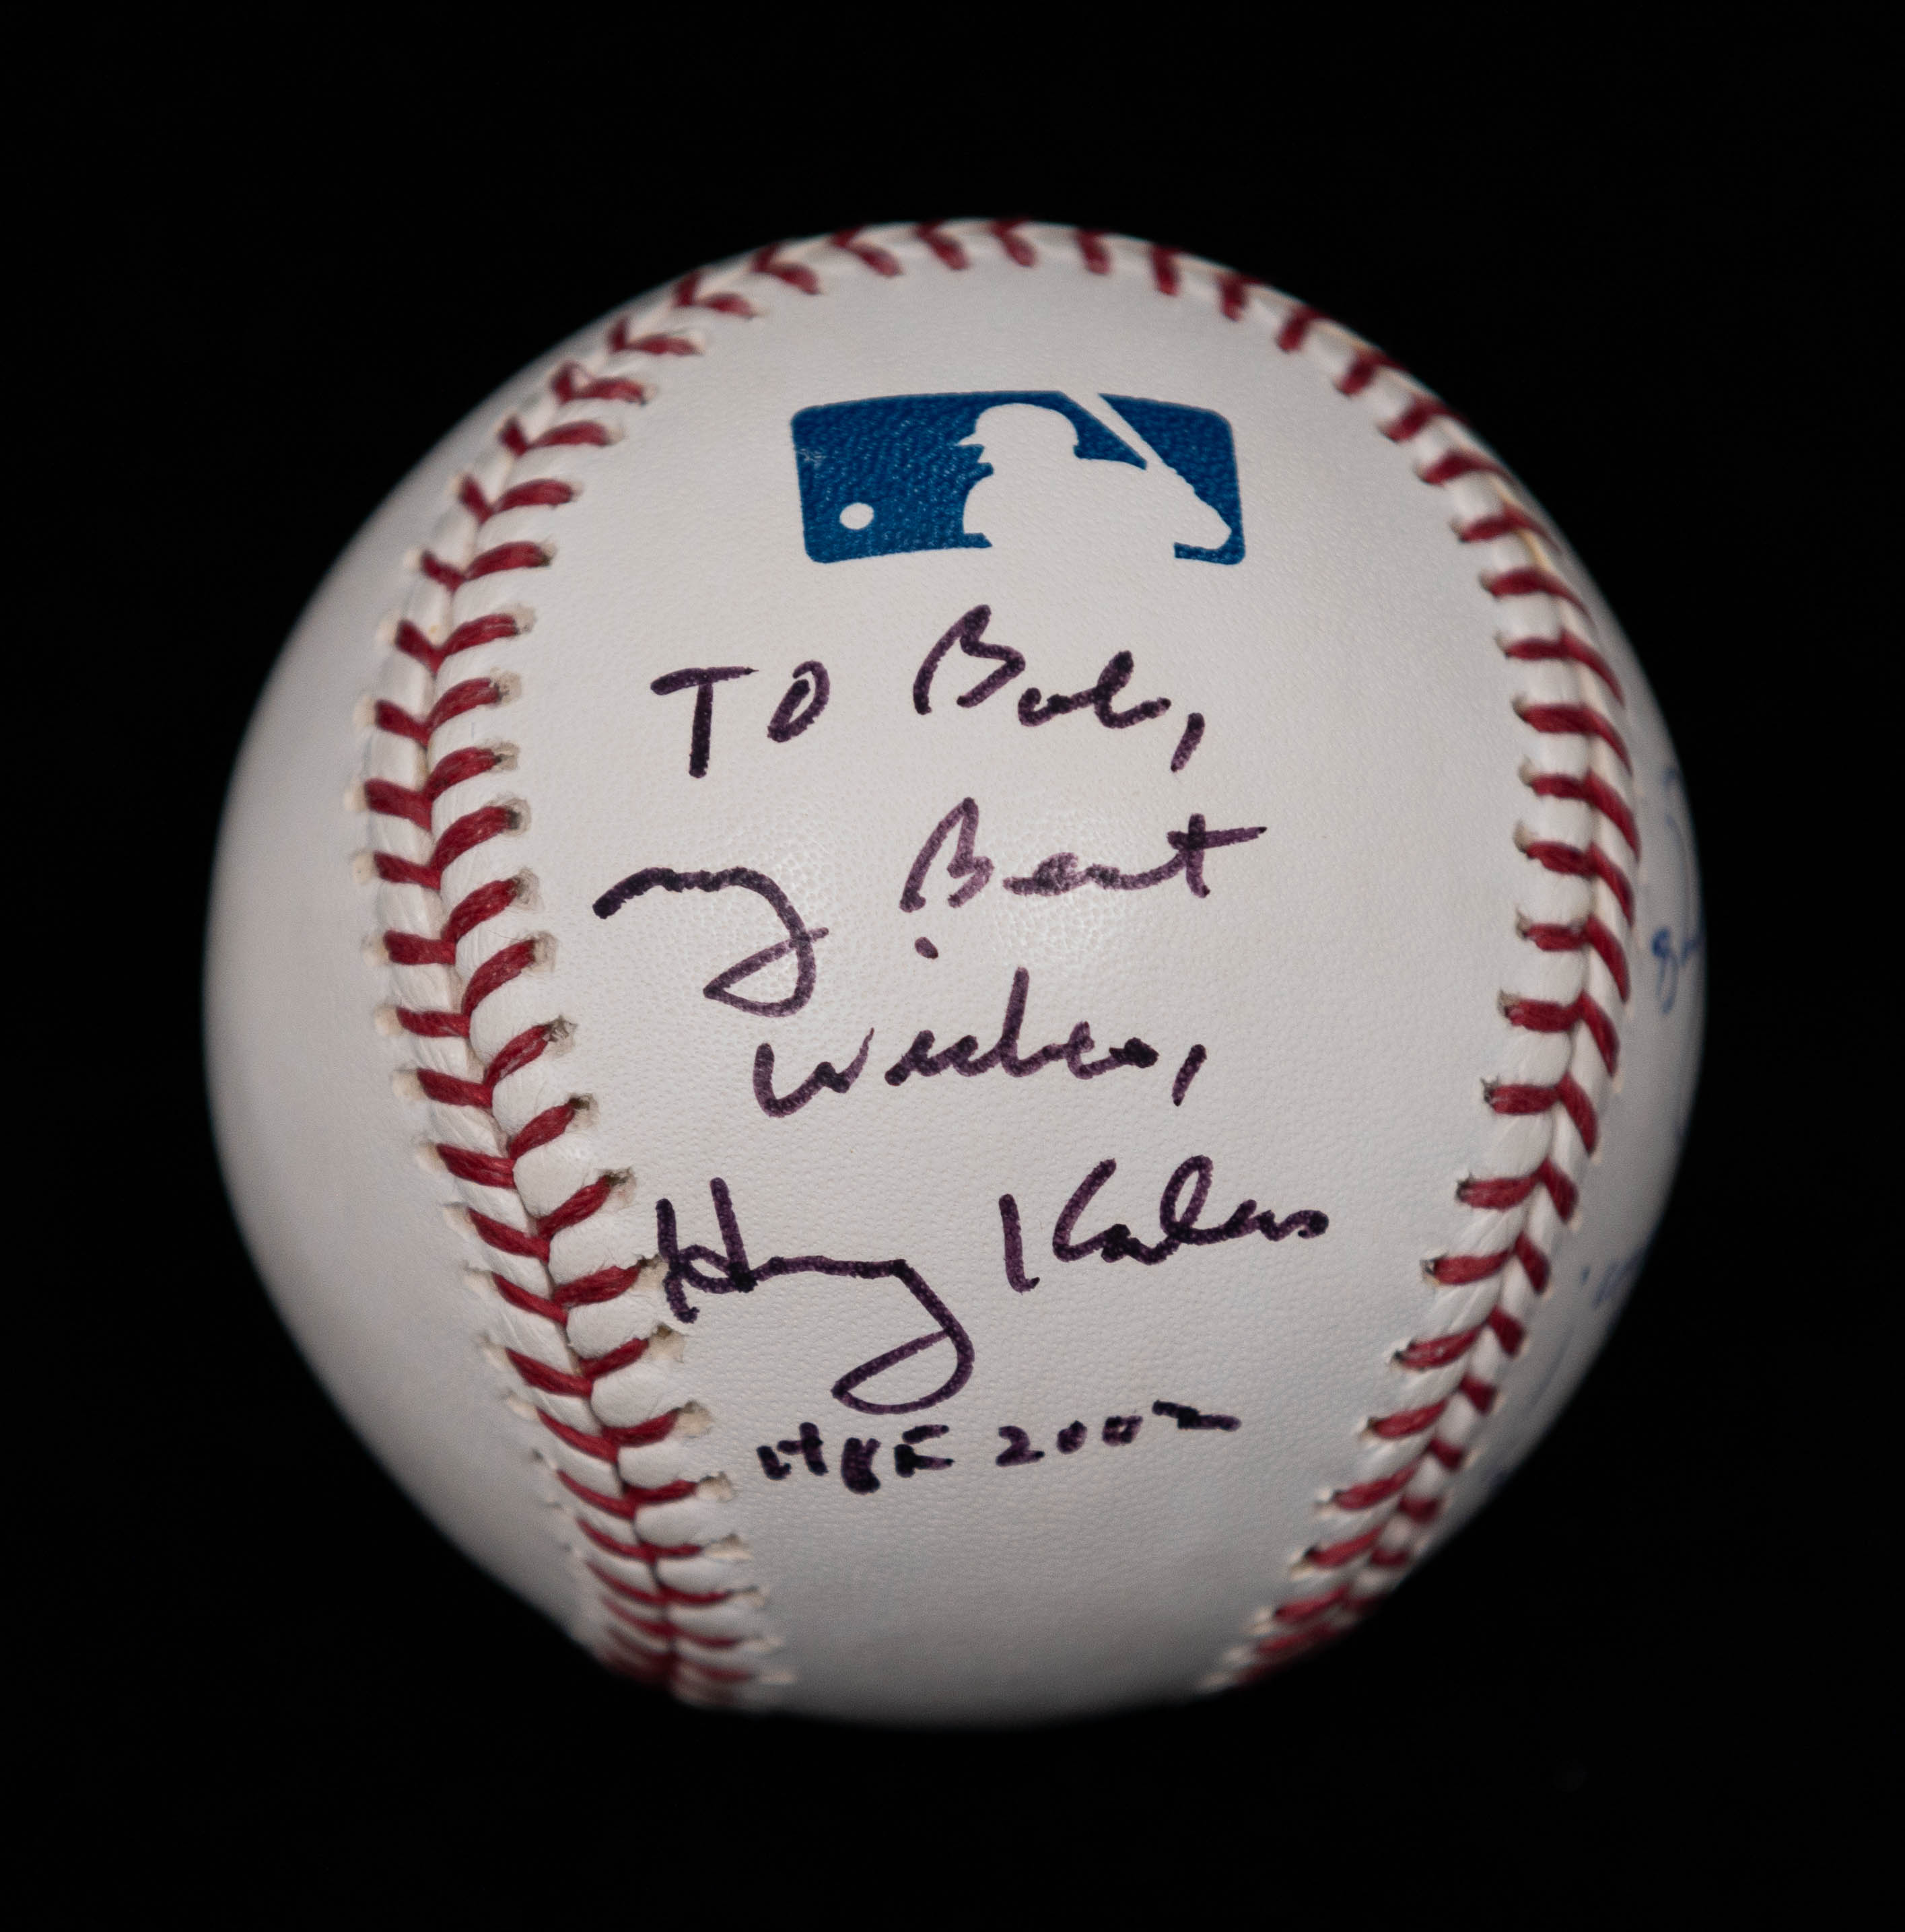 To Bob,
my Best
Wishes,
Harry Kalas
HOF 2002